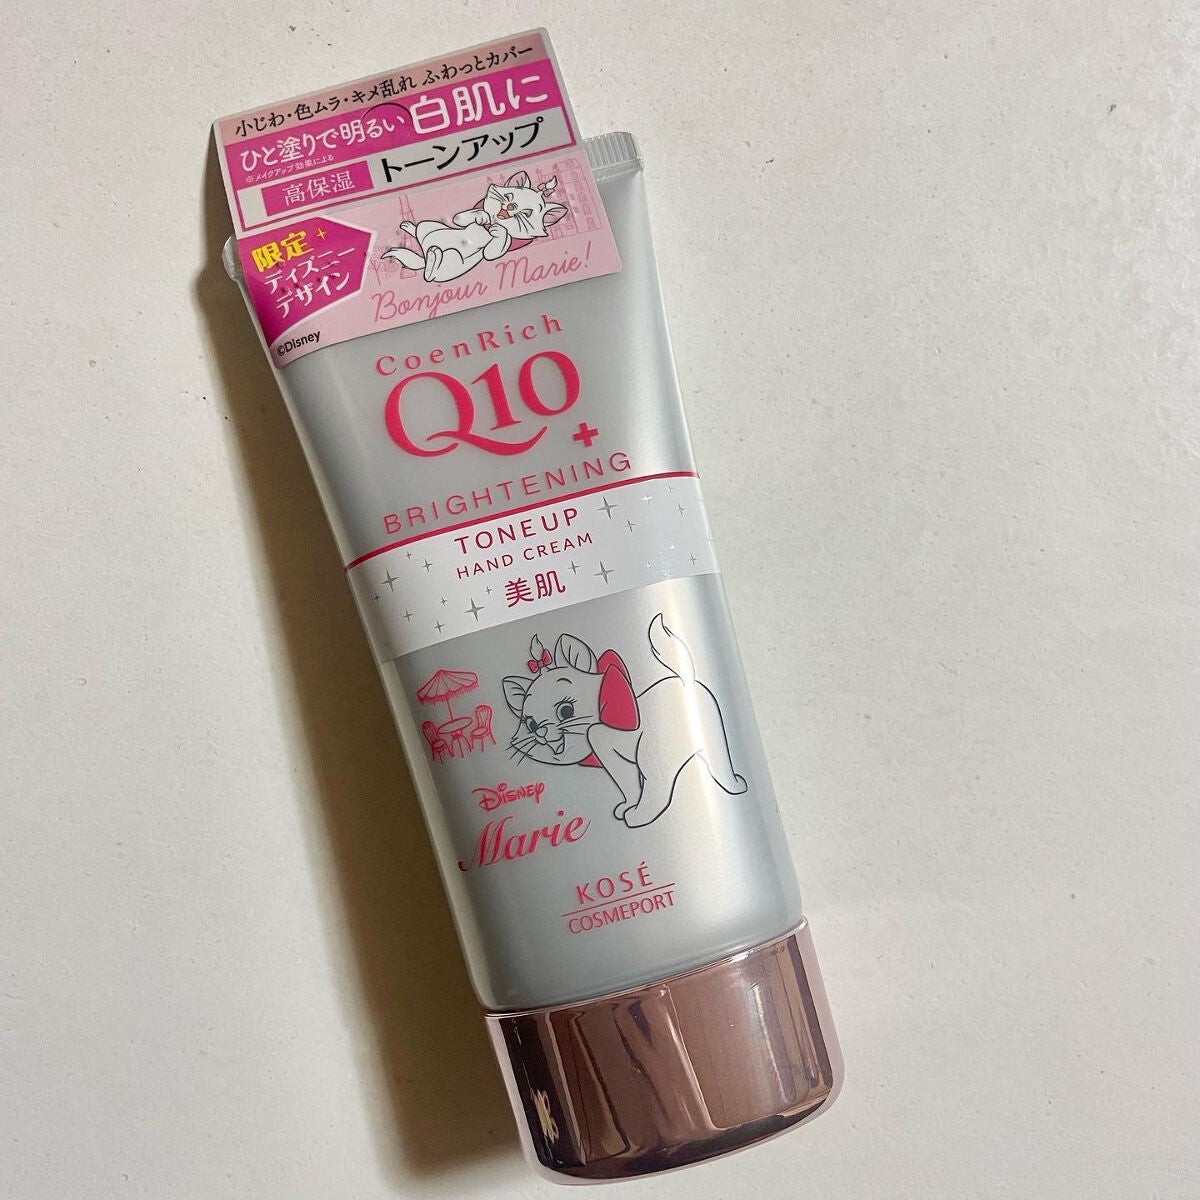 小じわ・色ムラ・キメ乱れ ふわっとカバー
ひと塗りで明るい 白肌に
※メイクアップ効果による
高保湿 トーンアップ
限定
ディズニー
デザイン
Bonjour Marie!
©Disney
CoenRich
Q10
+
BRIGHTENING
TONE UP
HAND CREAM
美肌
Disney
Marie
KOSÉ
COSMEPORT